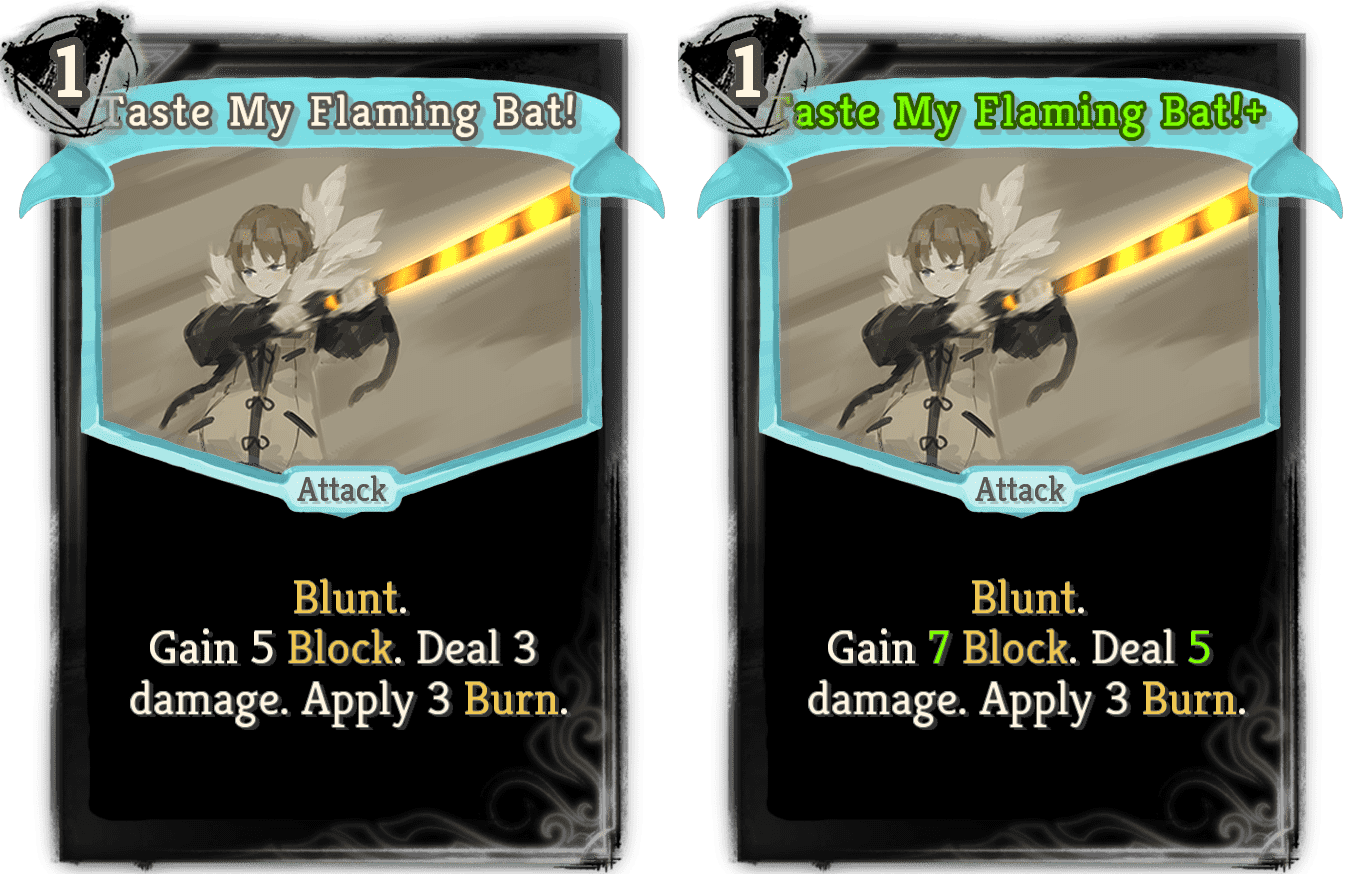 1
Taste My Flaming Bat!
Attack
Blunt.
Gain 5 Block. Deal 3
damage. Apply 3 Burn.
1
Taste My Flaming Bat!+
Attack
Blunt.
Gain 7 Block. Deal 5
damage. Apply 3 Burn.